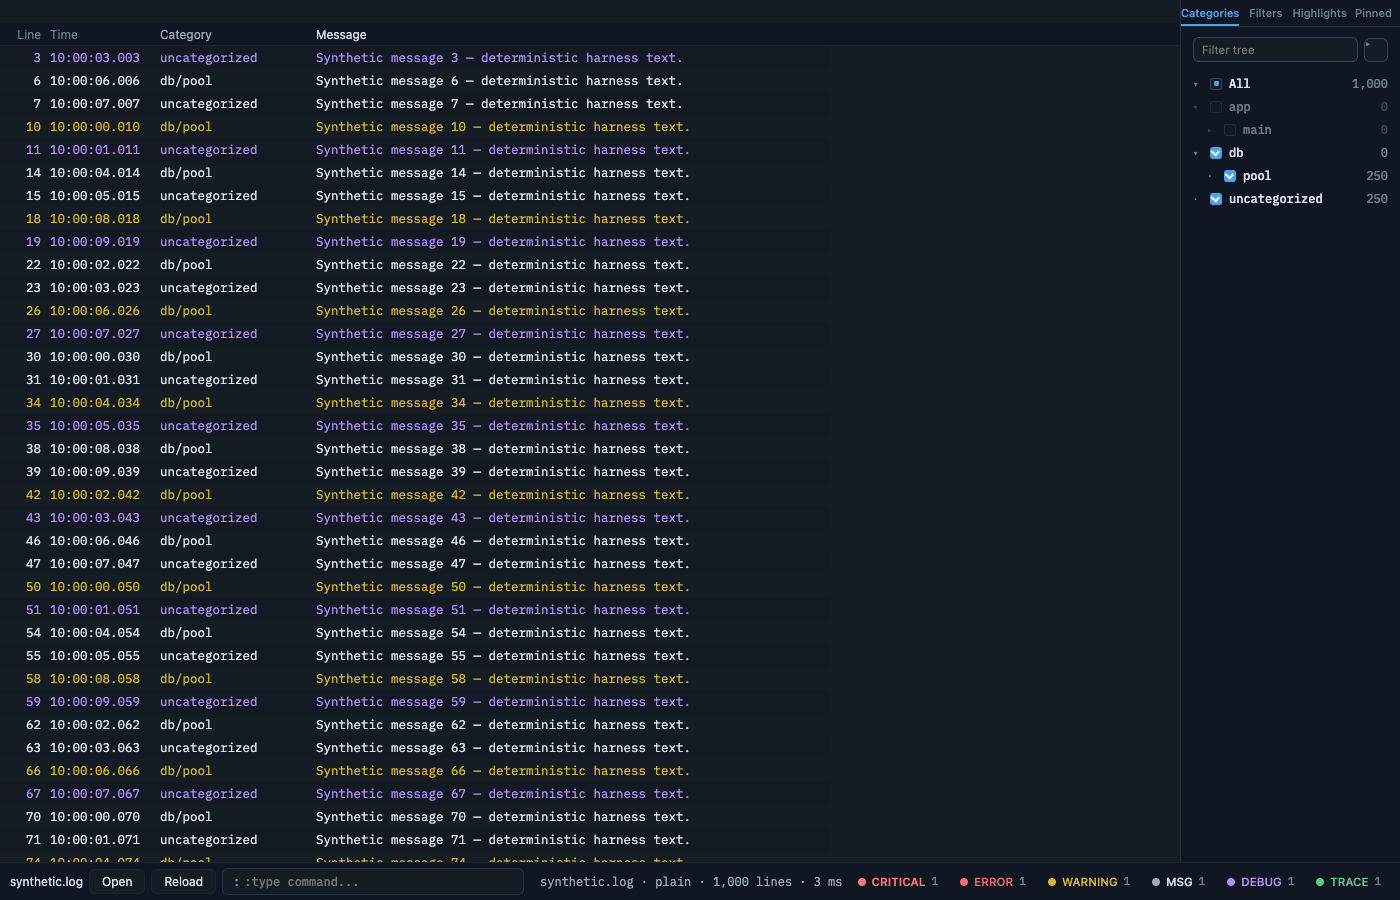 Categories Filters Highlights Pinned
Line Time Category Message
Filter tree
3 10:00:03.003 uncategorized Synthetic message 3 — deterministic harness text.
6 10:00:06.006 db/pool Synthetic message 6 — deterministic harness text.
7 10:00:07.007 uncategorized Synthetic message 7 — deterministic harness text.
10 10:00:00.010 db/pool Synthetic message 10 — deterministic harness text.
11 10:00:01.011 uncategorized Synthetic message 11 — deterministic harness text.
14 10:00:04.014 db/pool Synthetic message 14 — deterministic harness text.
15 10:00:05.015 uncategorized Synthetic message 15 — deterministic harness text.
18 10:00:08.018 db/pool Synthetic message 18 — deterministic harness text.
19 10:00:09.019 uncategorized Synthetic message 19 — deterministic harness text.
22 10:00:02.022 db/pool Synthetic message 22 — deterministic harness text.
23 10:00:03.023 uncategorized Synthetic message 23 — deterministic harness text.
26 10:00:06.026 db/pool Synthetic message 26 — deterministic harness text.
27 10:00:07.027 uncategorized Synthetic message 27 — deterministic harness text.
30 10:00:00.030 db/pool Synthetic message 30 — deterministic harness text.
31 10:00:01.031 uncategorized Synthetic message 31 — deterministic harness text.
34 10:00:04.034 db/pool Synthetic message 34 — deterministic harness text.
35 10:00:05.035 uncategorized Synthetic message 35 — deterministic harness text.
38 10:00:08.038 db/pool Synthetic message 38 — deterministic harness text.
39 10:00:09.039 uncategorized Synthetic message 39 — deterministic harness text.
42 10:00:02.042 db/pool Synthetic message 42 — deterministic harness text.
43 10:00:03.043 uncategorized Synthetic message 43 — deterministic harness text.
46 10:00:06.046 db/pool Synthetic message 46 — deterministic harness text.
47 10:00:07.047 uncategorized Synthetic message 47 — deterministic harness text.
50 10:00:00.050 db/pool Synthetic message 50 — deterministic harness text.
51 10:00:01.051 uncategorized Synthetic message 51 — deterministic harness text.
54 10:00:04.054 db/pool Synthetic message 54 — deterministic harness text.
55 10:00:05.055 uncategorized Synthetic message 55 — deterministic harness text.
58 10:00:08.058 db/pool Synthetic message 58 — deterministic harness text.
59 10:00:09.059 uncategorized Synthetic message 59 — deterministic harness text.
62 10:00:02.062 db/pool Synthetic message 62 — deterministic harness text.
63 10:00:03.063 uncategorized Synthetic message 63 — deterministic harness text.
66 10:00:06.066 db/pool Synthetic message 66 — deterministic harness text.
67 10:00:07.067 uncategorized Synthetic message 67 — deterministic harness text.
70 10:00:00.070 db/pool Synthetic message 70 — deterministic harness text.
71 10:00:01.071 uncategorized Synthetic message 71 — deterministic harness text.
74 10:00:04.074 db/pool Synthetic message 74 — deterministic harness text.
All 1,000
app 0
main 0
db 0
pool 250
uncategorized 250
synthetic.log Open Reload : :type command... synthetic.log · plain · 1,000 lines · 3 ms CRITICAL 1 ERROR 1 WARNING 1 MSG 1 DEBUG 1 TRACE 1